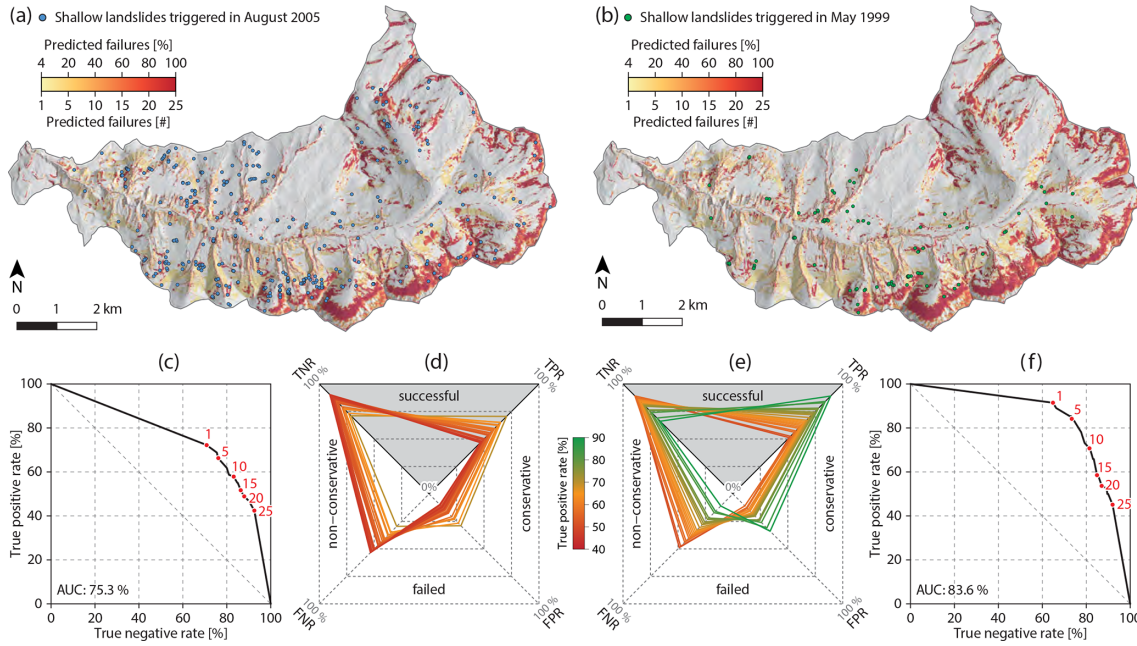 (a) Shallow landslides triggered in August 2005
Predicted failures [%]
4 20 40 60 80 100
1 5 10 15 20 25
Predicted failures [#]
N
0 1 2 km
(b) Shallow landslides triggered in May 1999
Predicted failures [%]
4 20 40 60 80 100
1 5 10 15 20 25
Predicted failures [#]
N
0 1 2 km
(c)
100
80
60
40
20
0
True positive rate [%]
1
5
10
15
20
25
AUC: 75.3 %
0 20 40 60 80 100
True negative rate [%]
(d)
TNR
100 %
TPR
100 %
successful
0%
non-conservative
conservative
failed
FNR
100 %
FPR
100 %
True positive rate [%]
90
80
70
60
50
40
(e)
TNR
100 %
TPR
100 %
successful
0%
non-conservative
conservative
failed
FNR
100 %
FPR
100 %
(f)
100
80
60
40
20
0
True positive rate [%]
1
5
10
15
20
25
AUC: 83.6 %
0 20 40 60 80 100
True negative rate [%]